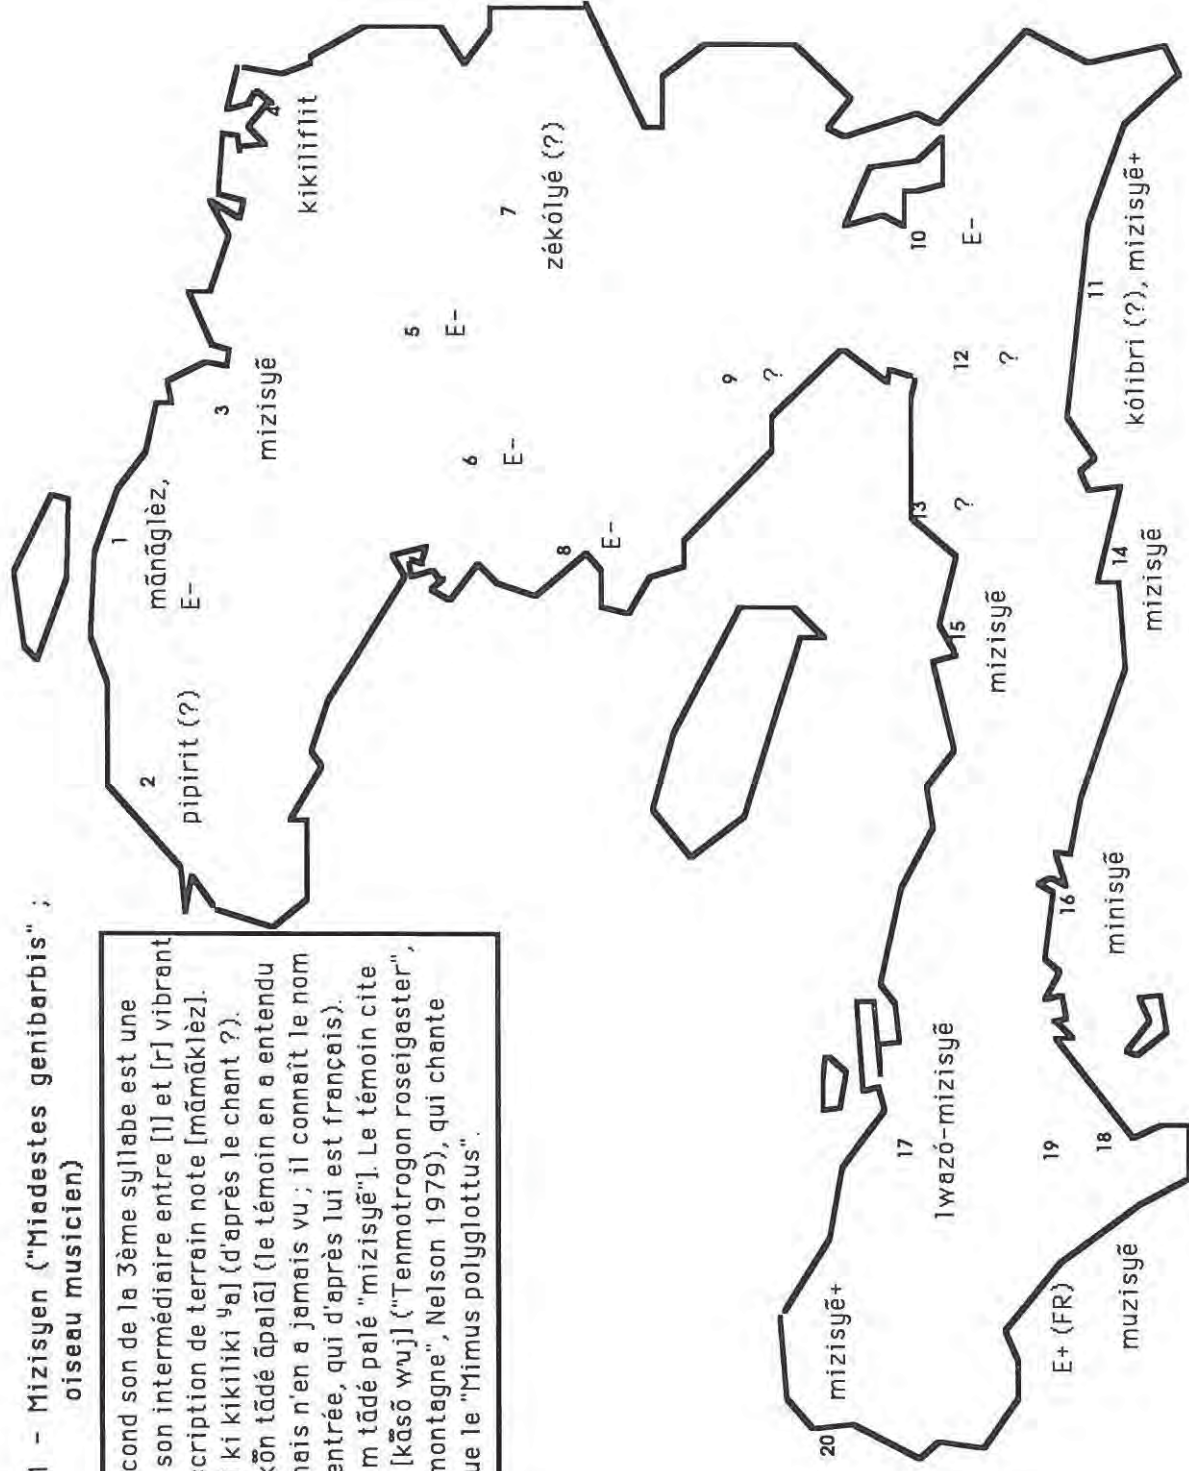 1 - Mizisyen ("Miadestes genibarbis" ;
oiseau musicien)
cond son de la 3ème syllabe est une
son intermédiaire entre [l] et [r] vibrant
cription de terrain note [mãmãklèz].
ki kikiliki ʸa] (d'après le chant ?).
kõn tãdé ãpalã] (le témoin en a entendu
mais n'en a jamais vu ; il connaît le nom
entrée, qui d'après lui est français).
m tãdé palé "mizisyẽ"]. Le témoin cite
[kãsõ wuj] ("Tenmotrogon roseigaster",
montagne", Nelson 1979), qui chante
ue le "Mimus polyglottus".
1
mãnãglèz,
E-
2
pipirit (?)
3
mizisyẽ
4
kikiliflit
5
E-
6
E-
7
zékólyé (?)
8
E-
9
?
10
E-
11
kólibri (?), mizisyẽ+
12
?
13
?
14
mizisyẽ
15
mizisyẽ
16
minisyẽ
17
lwazó-mizisyẽ
18
muzisyẽ
19
E+ (FR)
20
mizisyẽ+